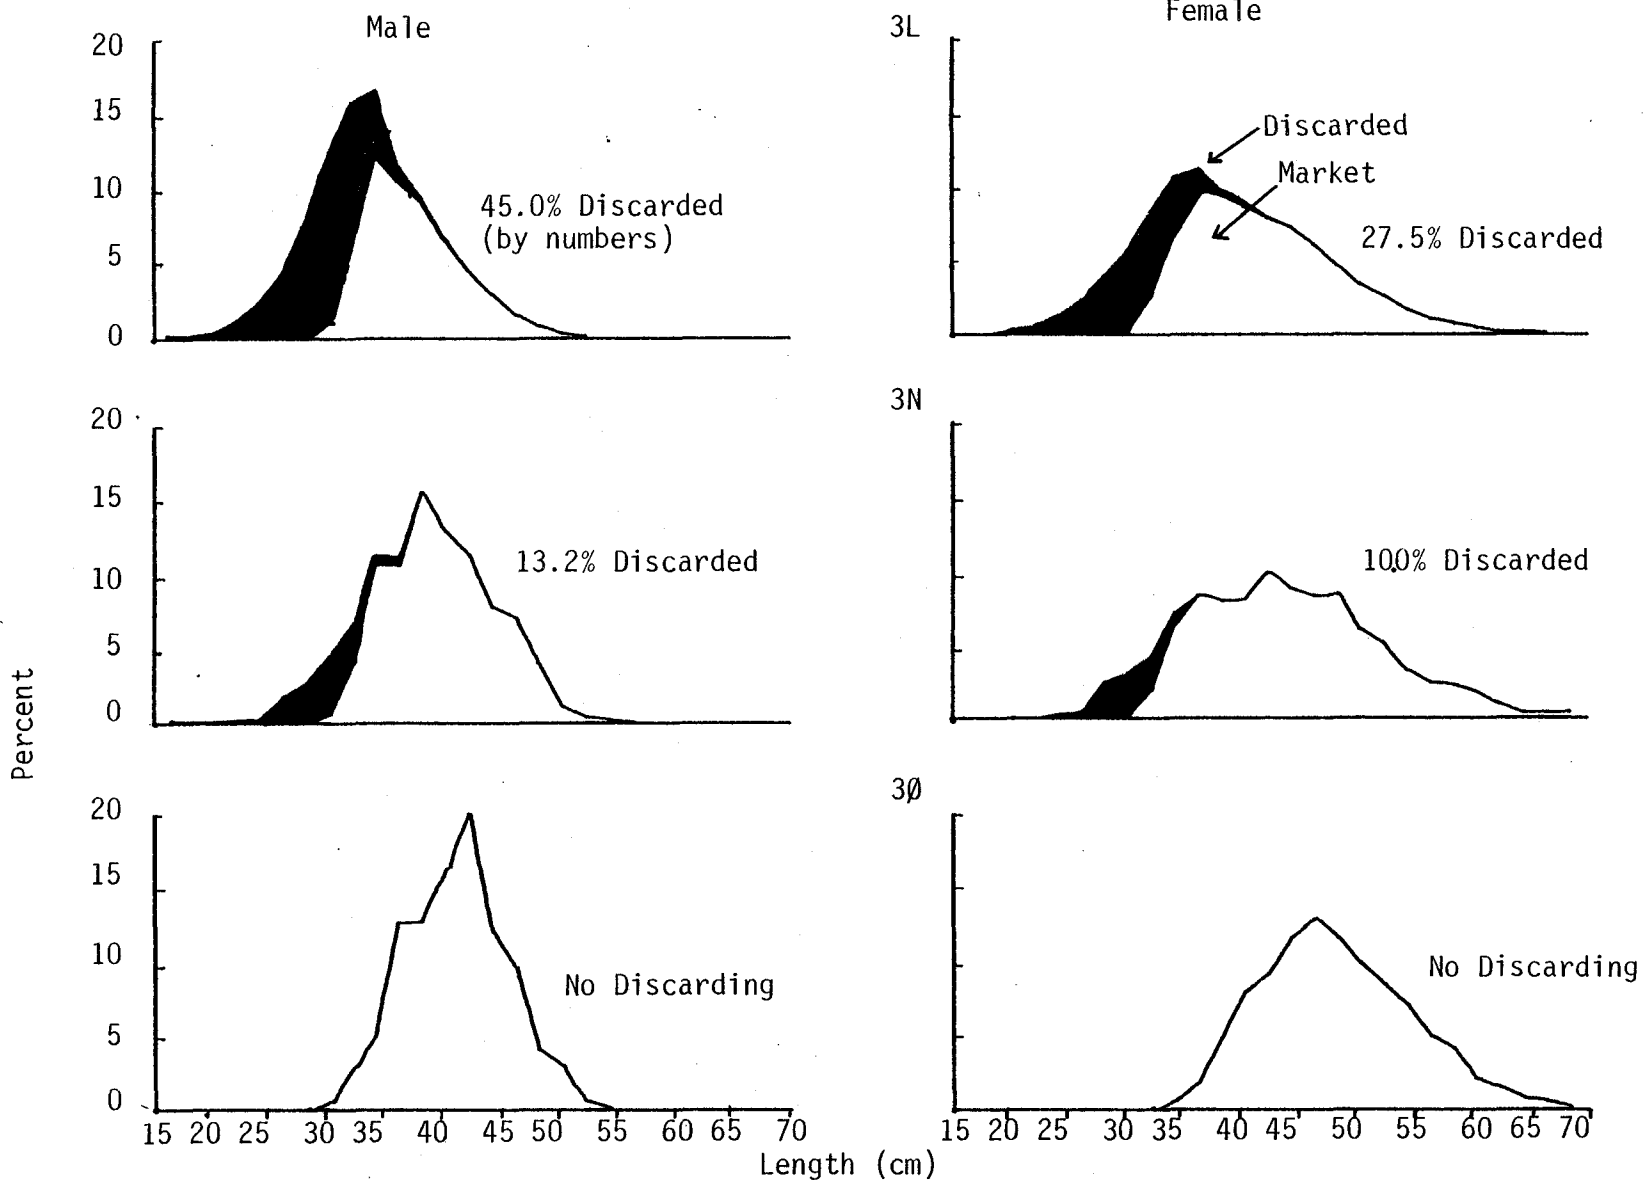 Male
3L
Female
20
15
10
5
0
45.0% Discarded
(by numbers)
Discarded
Market
27.5% Discarded
3N
20
15
10
5
0
13.2% Discarded
10.0% Discarded
Percent
3Ø
20
15
10
5
0
No Discarding
No Discarding
15 20 25 30 35 40 45 50 55 60 65 70
15 20 25 30 35 40 45 50 55 60 65 70
Length (cm)